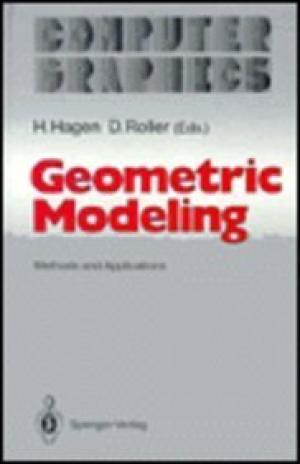 COMPUTER
GRAPHICS
H. Hagen D. Roller (Eds.)
Geometric
Modeling
Methods and Applications
Springer-Verlag